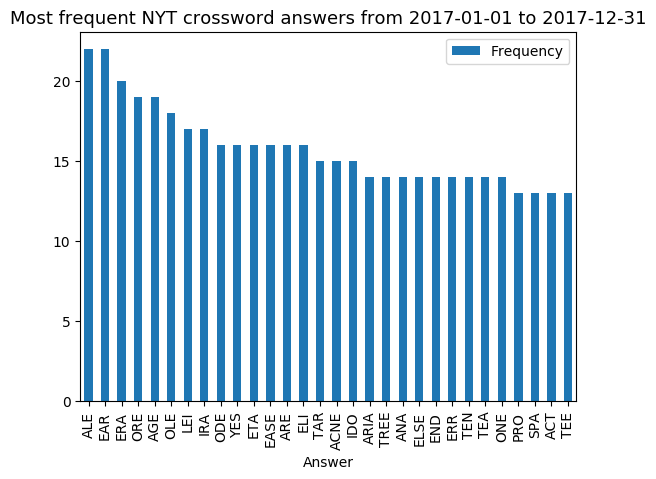 Most frequent NYT crossword answers from 2017-01-01 to 2017-12-31
Frequency
20
15
10
5
0
ALE
EAR
ERA
ORE
AGE
OLE
LEI
IRA
ODE
YES
ETA
EASE
ARE
ELI
TAR
ACNE
IDO
ARIA
TREE
ANA
ELSE
END
ERR
TEN
TEA
ONE
PRO
SPA
ACT
TEE
Answer